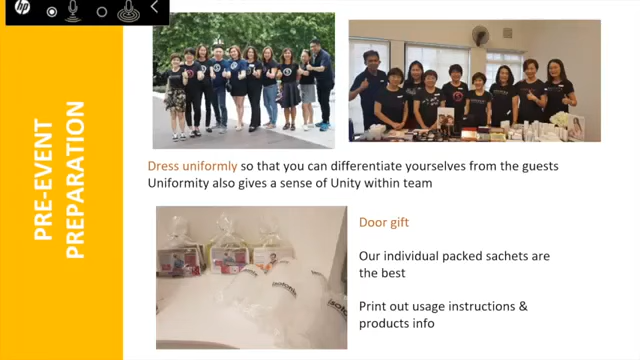 hp
PRE-EVENT
PREPARATION
Dress uniformly so that you can differentiate yourselves from the guests
Uniformity also gives a sense of Unity within team
Door gift
Our individual packed sachets are
the best
Print out usage instructions &
products info